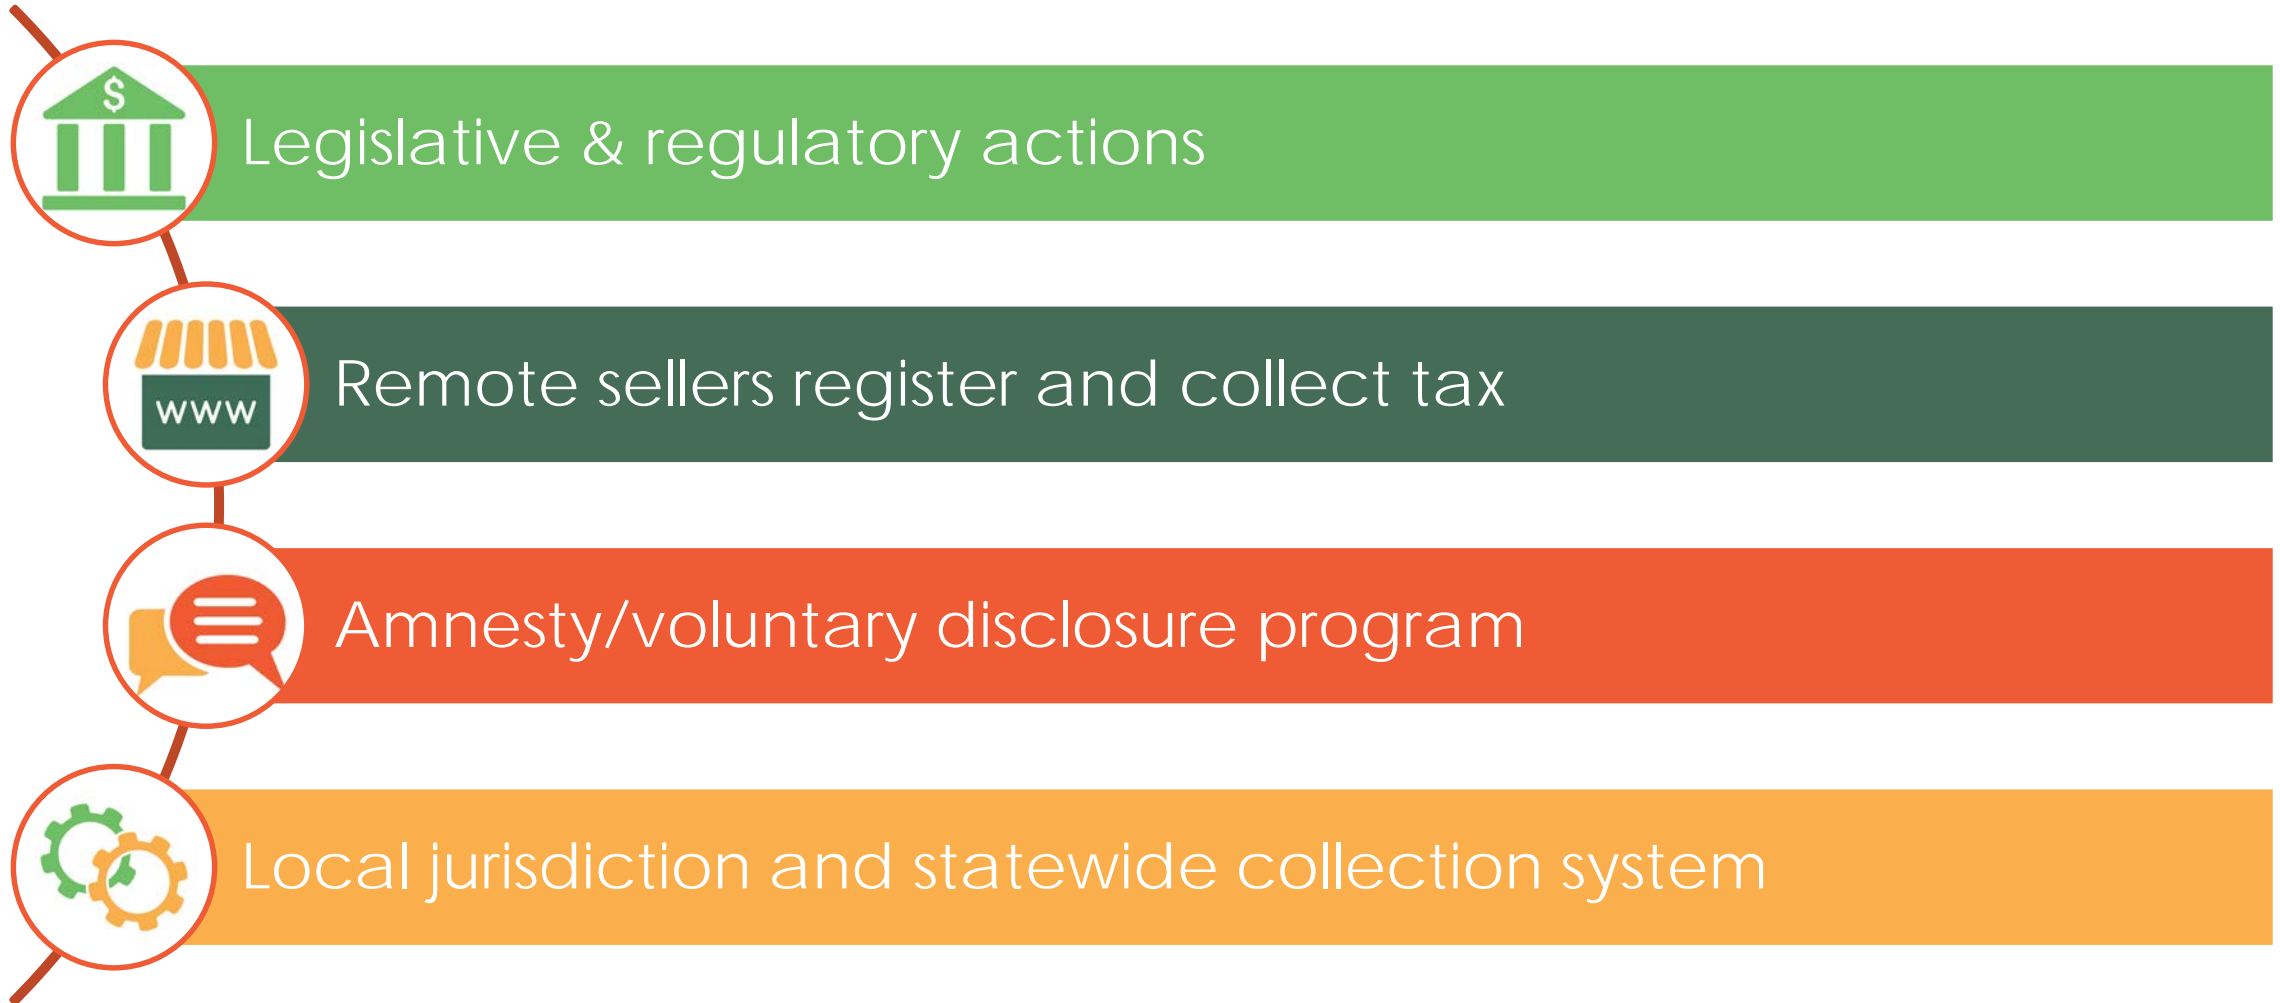 $
Legislative & regulatory actions
www
Remote sellers register and collect tax
Amnesty/voluntary disclosure program
Local jurisdiction and statewide collection system